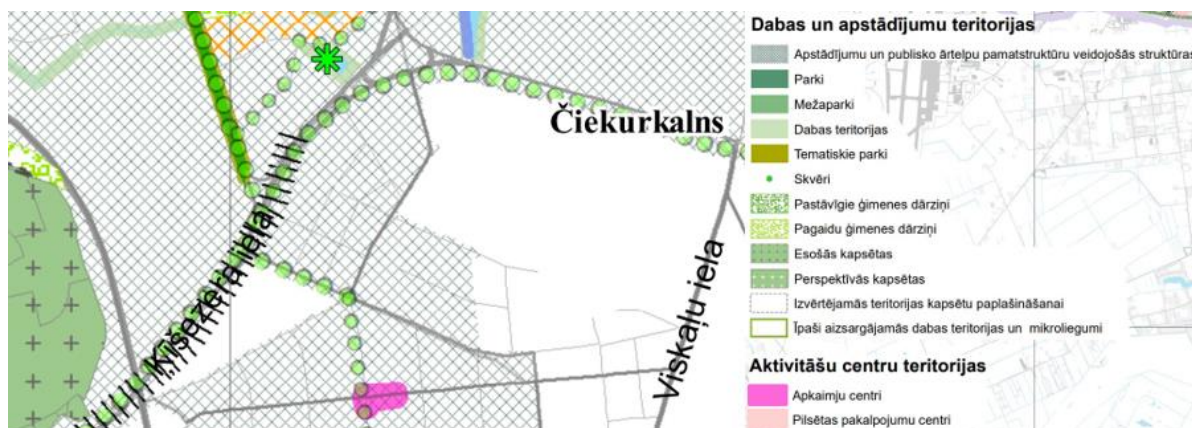 Čiekurkalns
Ķīšezera iela
Viskaļu iela
Dabas un apstādījumu teritorijas
Apstādījumu un publisko ārtelpu pamatstruktūru veidojošās struktūras
Parki
Mežaparki
Dabas teritorijas
Tematiskie parki
Skvēri
Pastāvīgie ģimenes dārziņi
Pagaidu ģimenes dārziņi
Esošās kapsētas
Perspektīvās kapsētas
Izvērtējamās teritorijas kapsētu paplašināšanai
Īpaši aizsargājamās dabas teritorijas un mikroliegumi
Aktivitāšu centru teritorijas
Apkaimju centri
Pilsētas pakalpojumu centri